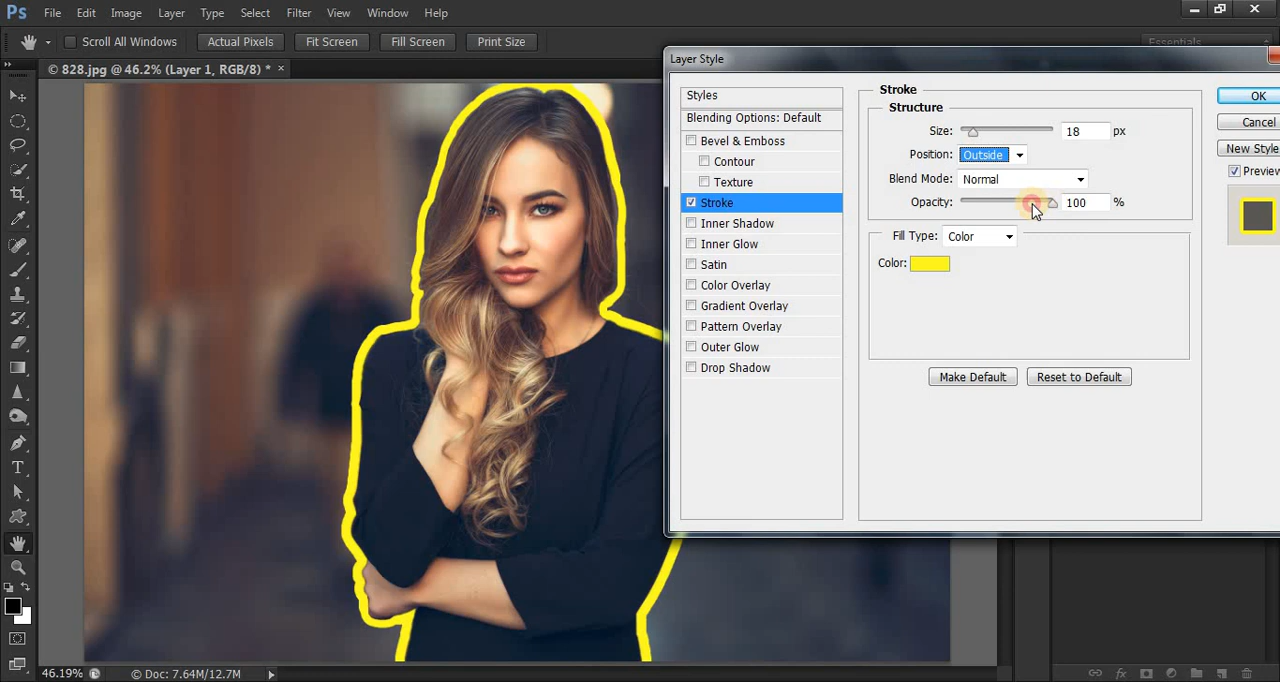 Ps File Edit Image Layer Type Select Filter View Window Help
Scroll All Windows Actual Pixels Fit Screen Fill Screen Print Size Essentials
© 828.jpg @ 46.2% (Layer 1, RGB/8) * ×
Layer Style
Styles
Blending Options: Default
Bevel & Emboss
Contour
Texture
Stroke
Inner Shadow
Inner Glow
Satin
Color Overlay
Gradient Overlay
Pattern Overlay
Outer Glow
Drop Shadow
Stroke
Structure
Size: 18 px
Position: Outside
Blend Mode: Normal
Opacity: 100 %
Fill Type: Color
Color:
Make Default Reset to Default
OK
Cancel
New Style
Preview
T
46.19% © Doc: 7.64M/12.7M
fx